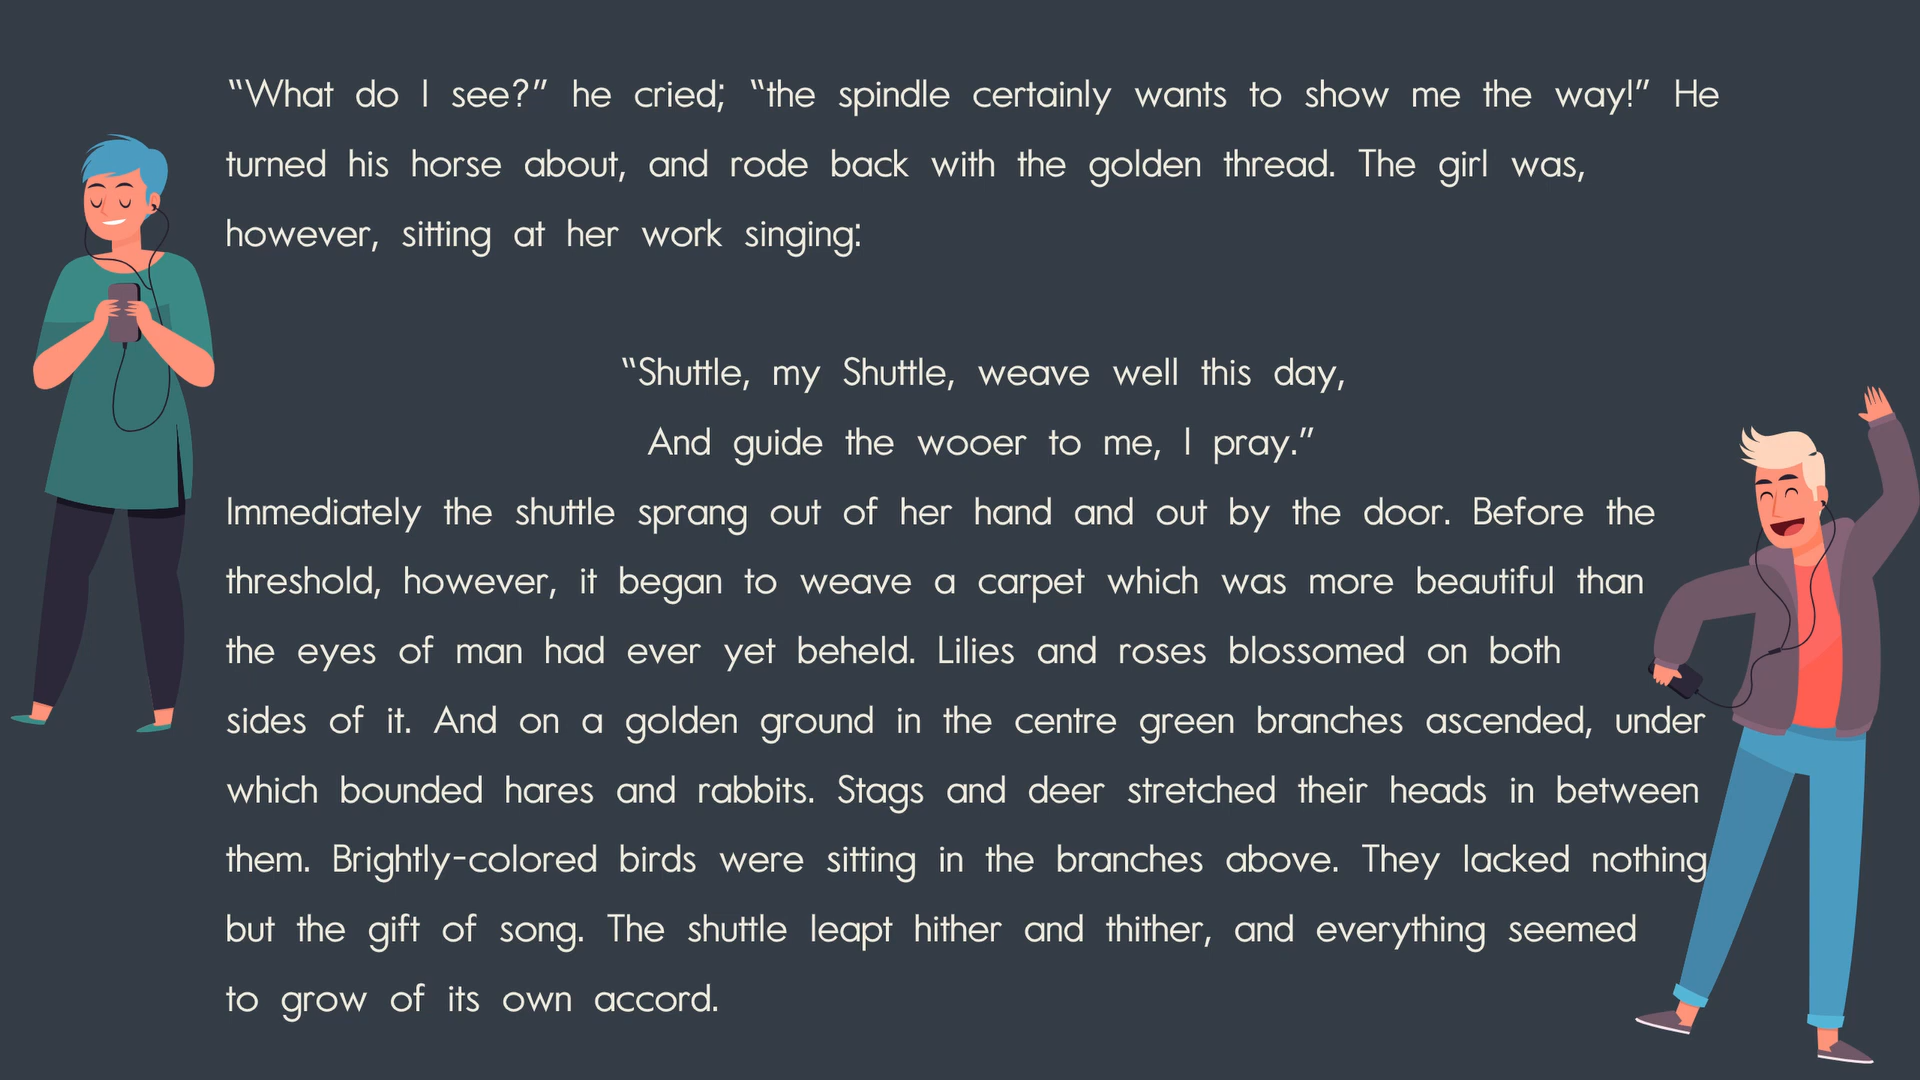 “What do I see?” he cried; “the spindle certainly wants to show me the way!” He
turned his horse about, and rode back with the golden thread. The girl was,
however, sitting at her work singing:
“Shuttle, my Shuttle, weave well this day,
And guide the wooer to me, I pray.”
Immediately the shuttle sprang out of her hand and out by the door. Before the
threshold, however, it began to weave a carpet which was more beautiful than
the eyes of man had ever yet beheld. Lilies and roses blossomed on both
sides of it. And on a golden ground in the centre green branches ascended, under
which bounded hares and rabbits. Stags and deer stretched their heads in between
them. Brightly-colored birds were sitting in the branches above. They lacked nothing
but the gift of song. The shuttle leapt hither and thither, and everything seemed
to grow of its own accord.